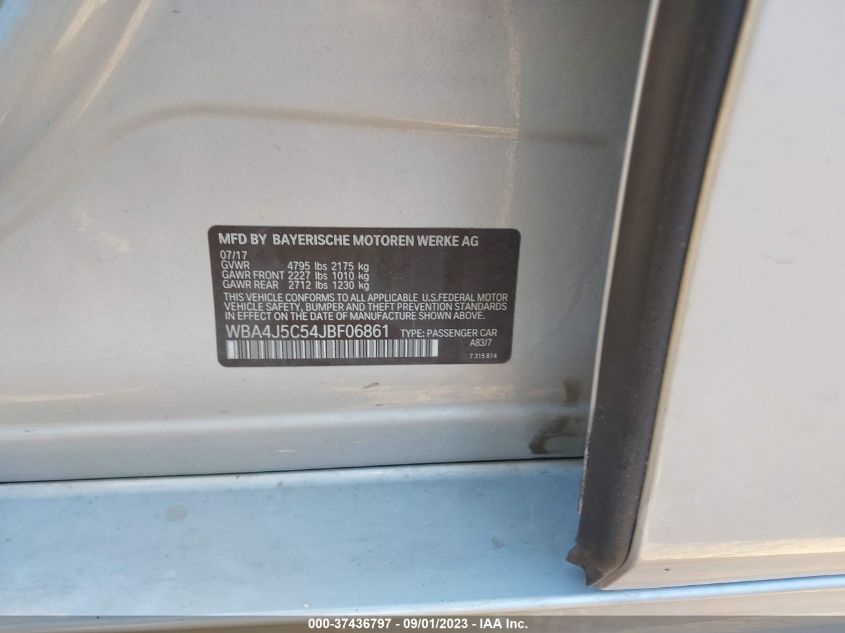 MFD BY BAYERISCHE MOTOREN WERKE AG
07/17
GVWR 4795 lbs 2175 kg
GAWR FRONT 2227 lbs 1010 kg
GAWR REAR 2712 lbs 1230 kg
THIS VEHICLE CONFORMS TO ALL APPLICABLE U.S.FEDERAL MOTOR
VEHICLE SAFETY, BUMPER AND THEFT PREVENTION STANDARDS
IN EFFECT ON THE DATE OF MANUFACTURE SHOWN ABOVE.
WBA4J5C54JBF06861 TYPE: PASSENGER CAR
A83/7
7 315 814
000-37436797 - 09/01/2023 - IAA Inc.